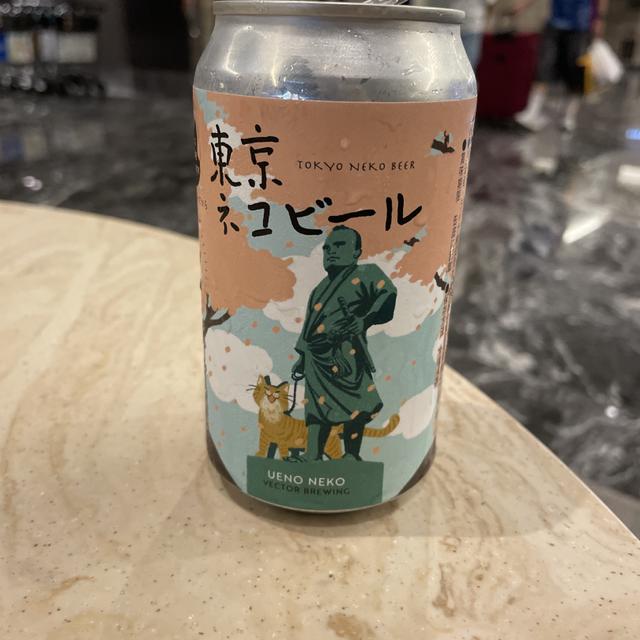 東京
TOKYO NEKO BEER
ネコビール
UENO NEKO
VECTOR BREWING